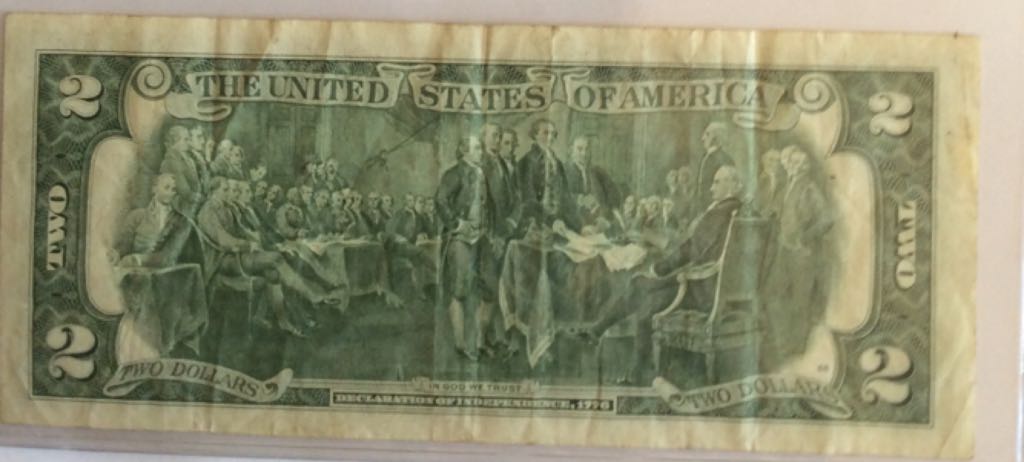 2 THE UNITED STATES OF AMERICA 2
TWO TWO
2 TWO DOLLARS IN GOD WE TRUST TWO DOLLARS 2
DECLARATION OF INDEPENDENCE, 1776